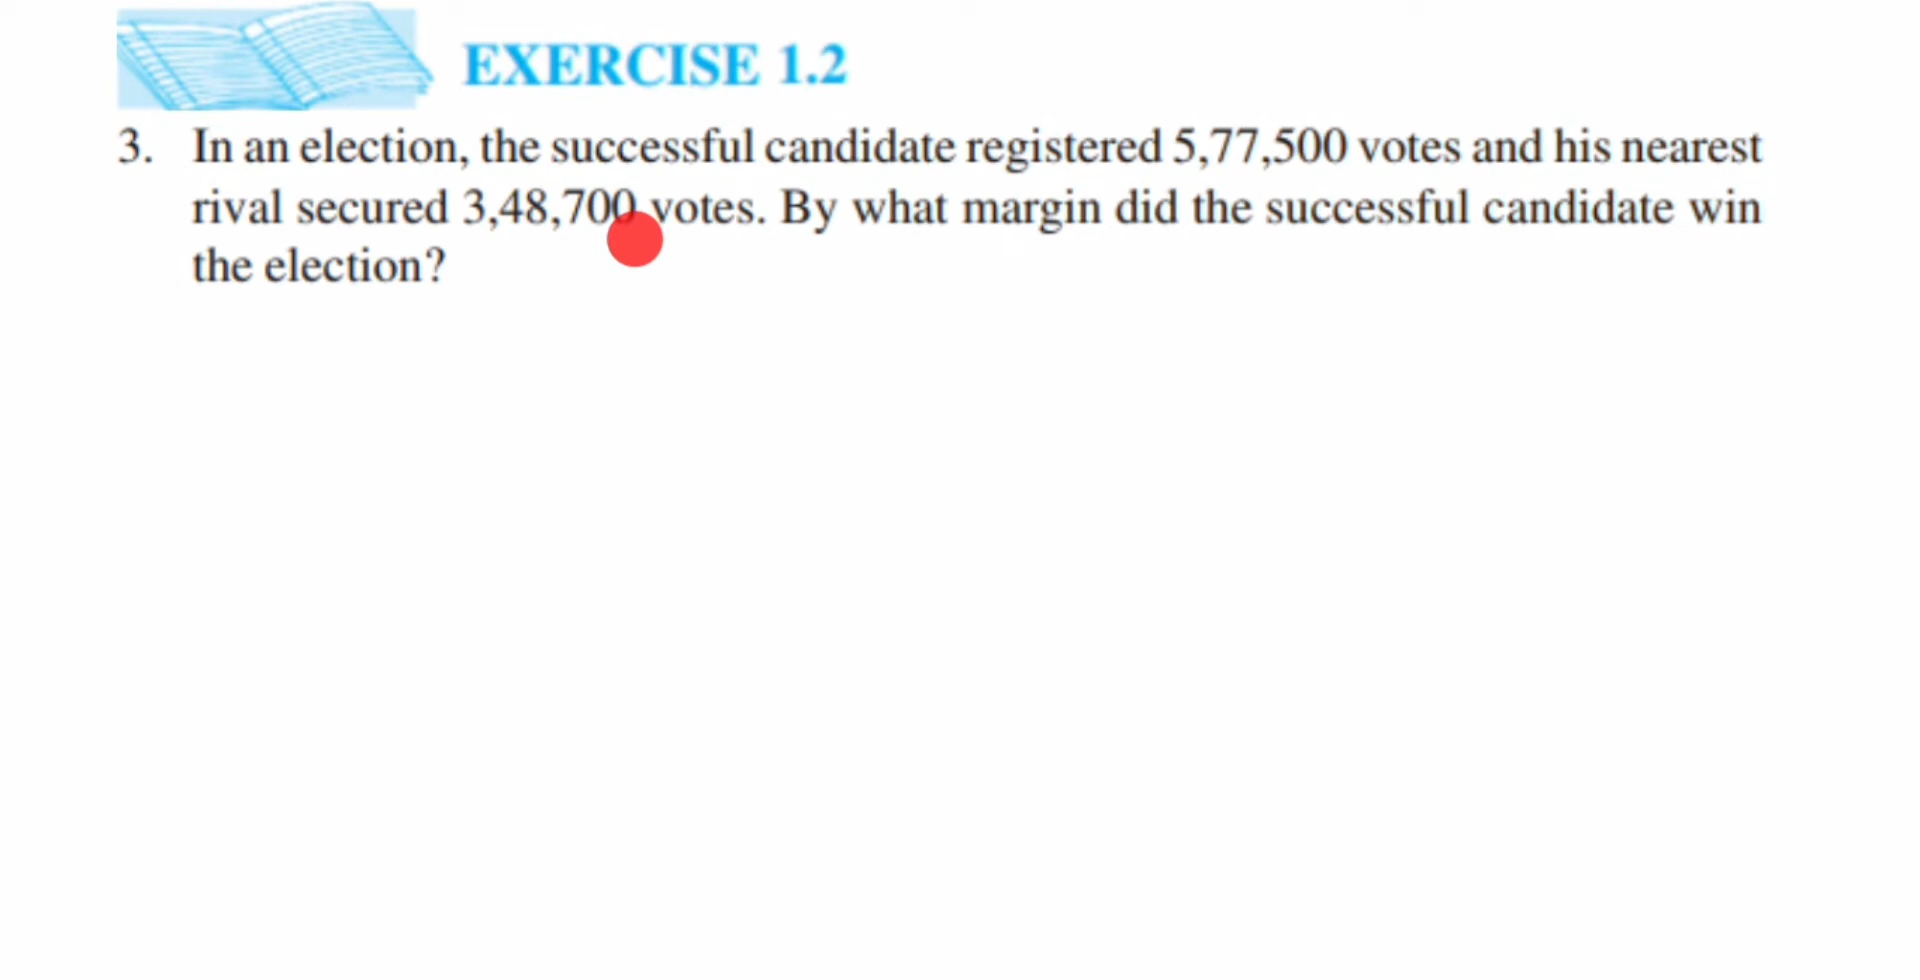 EXERCISE 1.2
3. In an election, the successful candidate registered 5,77,500 votes and his nearest
rival secured 3,48,700 votes. By what margin did the successful candidate win
the election?